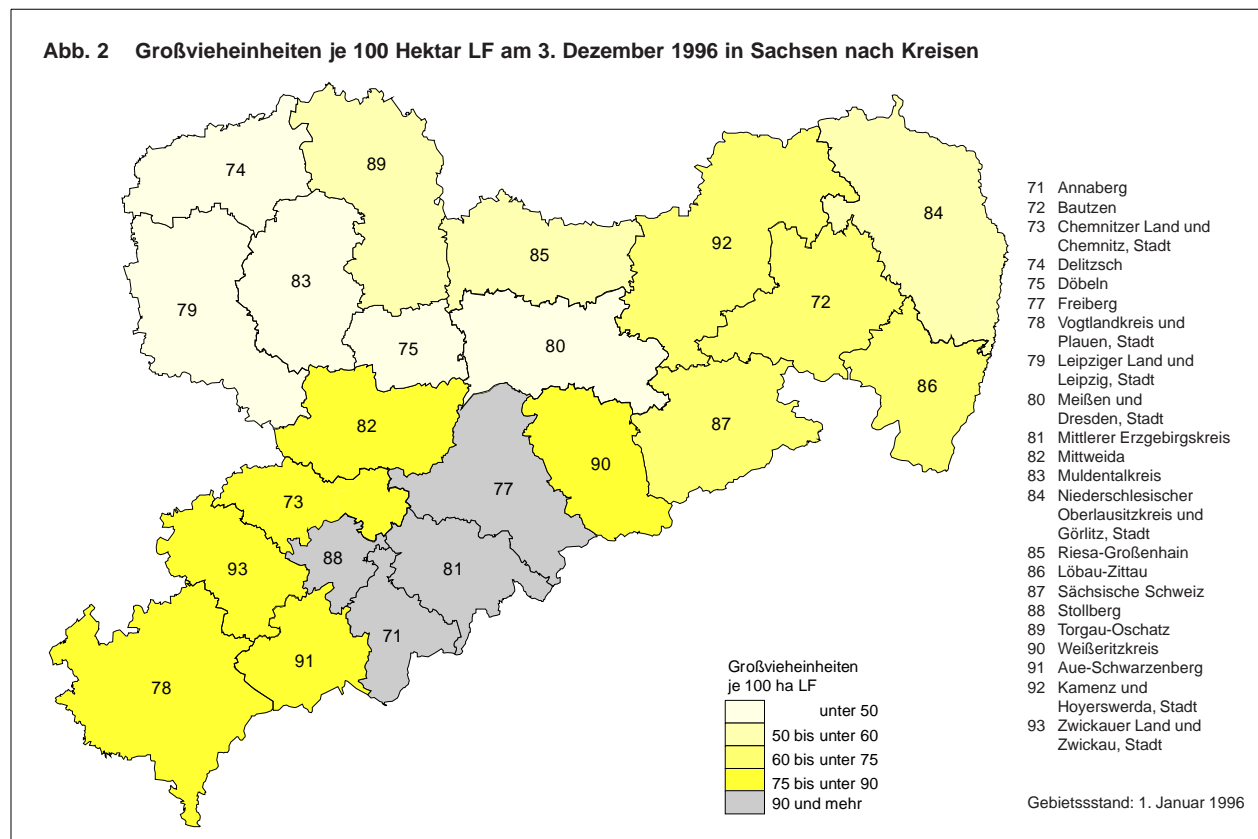 Abb. 2 Großvieheinheiten je 100 Hektar LF am 3. Dezember 1996 in Sachsen nach Kreisen
74
89
84
92
85
83
79
72
75
80
86
87
82
90
77
73
88
81
93
71
91
78
71 Annaberg
72 Bautzen
73 Chemnitzer Land und
Chemnitz, Stadt
74 Delitzsch
75 Döbeln
77 Freiberg
78 Vogtlandkreis und
Plauen, Stadt
79 Leipziger Land und
Leipzig, Stadt
80 Meißen und
Dresden, Stadt
81 Mittlerer Erzgebirgskreis
82 Mittweida
83 Muldentalkreis
84 Niederschlesischer
Oberlausitzkreis und
Görlitz, Stadt
85 Riesa-Großenhain
86 Löbau-Zittau
87 Sächsische Schweiz
88 Stollberg
89 Torgau-Oschatz
90 Weißeritzkreis
91 Aue-Schwarzenberg
92 Kamenz und
Hoyerswerda, Stadt
93 Zwickauer Land und
Zwickau, Stadt
Großvieheinheiten
je 100 ha LF
unter 50
50 bis unter 60
60 bis unter 75
75 bis unter 90
90 und mehr
Gebietsstand: 1. Januar 1996